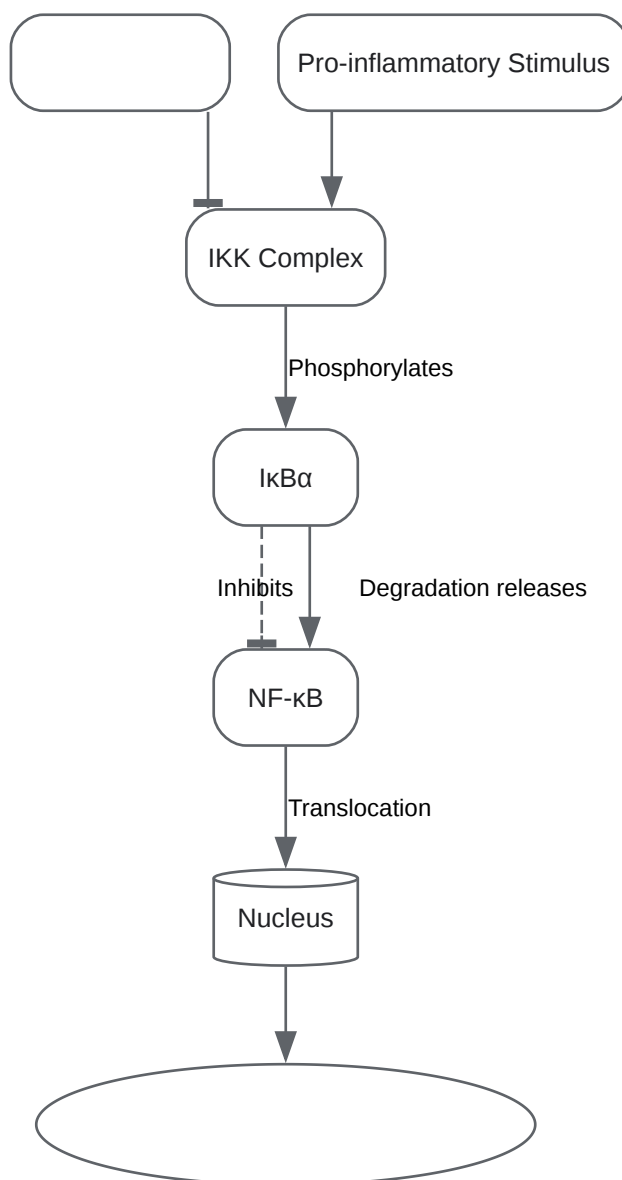 Pro-inflammatory Stimulus
IKK Complex
Phosphorylates
IκBα
Inhibits
Degradation releases
NF-κB
Translocation
Nucleus